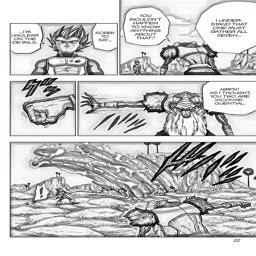 I UNDER-
STAND THAT
ONE MUST
GATHER ALL
SEVEN...
YOU
WOULDN'T
HAPPEN
TO KNOW
ANYTHING
ABOUT
THAT?
SORRY
TO
SAY...
...I'M
UNCLEAR
ON THE
DETAILS.
HMPH.
AS I
THOUGHT,
YOU TWO ARE
INCONSE-
QUENTIAL.
22